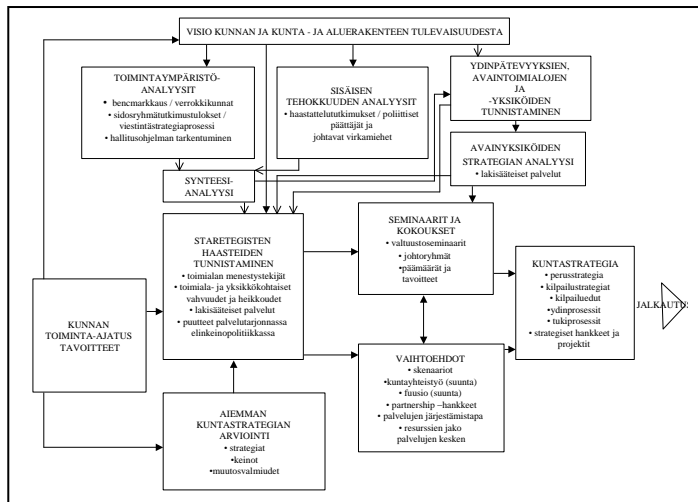 VISIO KUNNAN JA KUNTA - JA ALUERAKENTEEN TULEVAISUUDESTA
TOIMINTAYMPÄRISTÖ-
ANALYYSIT
• bencmarkkaus / verrokkikunnat
• sidosryhmätutkimustulokset /
viestintästrategiaprosessi
• hallitusohjelman tarkentuminen
SISÄISEN
TEHOKKUUDEN ANALYYSIT
• haastattelututkimukset / poliittiset
päättäjät ja
johtavat virkamiehet
YDINPÄTEVYYKSIEN,
AVAINTOIMIALOJEN
JA
-YKSIKÖIDEN
TUNNISTAMINEN
AVAINYKSIKÖIDEN
STRATEGIAN ANALYYSI
• lakisääteiset palvelut
SYNTEESI-
ANALYYSI
STARETEGISTEN
HAASTEIDEN
TUNNISTAMINEN
• toimialan menestystekijät
• toimiala- ja yksikkökohtaiset
vahvuudet ja heikkoudet
• lakisääteiset palvelut
• puutteet palvelutarjonnassa
elinkeinopolitiikassa
SEMINAARIT JA
KOKOUKSET
• valtuustoseminaarit
• johtoryhmät
• päämäärät ja
tavoitteet
KUNTASTRATEGIA
• perusstrategia
• kilpailustrategiat
• kilpailuedut
• ydinprosessit
• tukiprosessit
• strategiset hankkeet ja
projektit
JALKAUTUS
KUNNAN
TOIMINTA-AJATUS
TAVOITTEET
VAIHTOEHDOT
• skenaariot
•kuntayhteistyö (suunta)
• fuusio (suunta)
• partnership –hankkeet
• palvelujen järjestämistapa
• resurssien jako
palvelujen kesken
AIEMMAN
KUNTASTRATEGIAN
ARVIOINTI
• strategiat
•keinot
•muutosvalmiudet